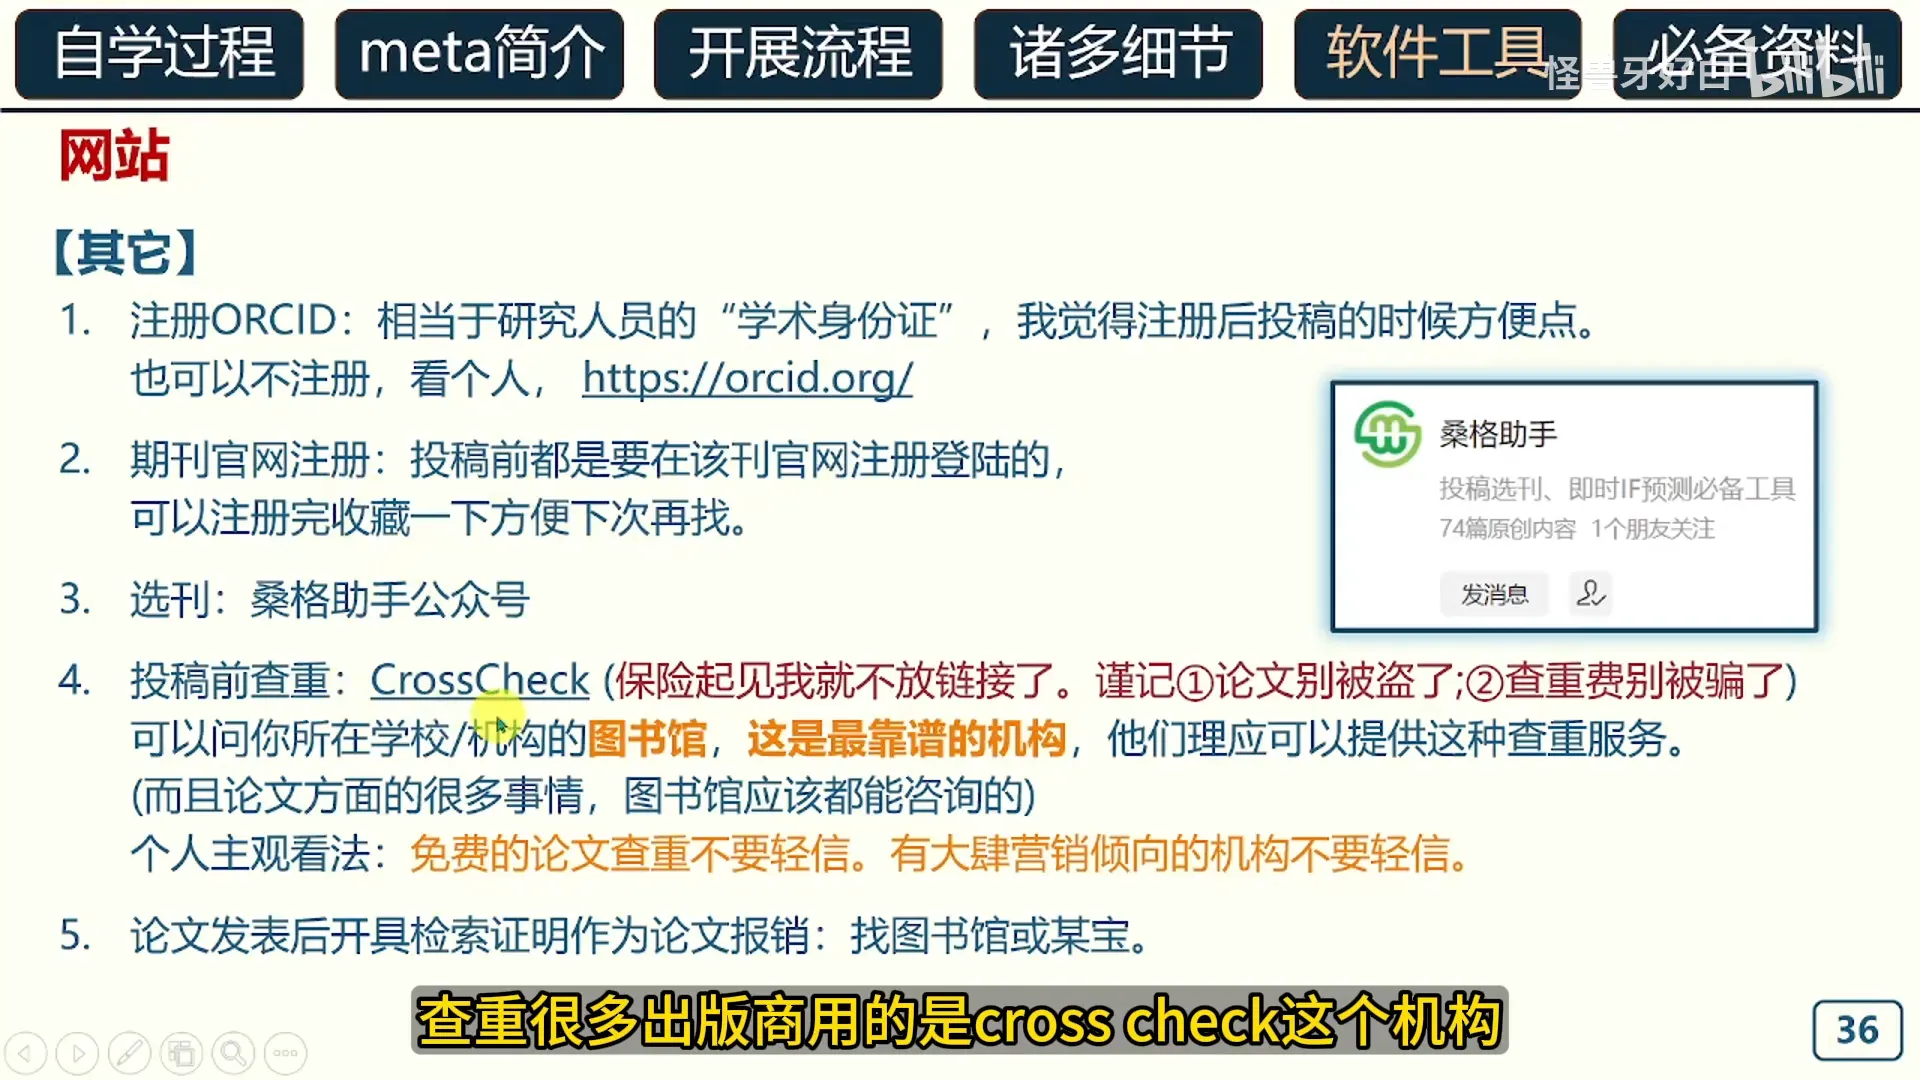 自学过程
meta简介
开展流程
诸多细节
软件工具
必备资料
怪兽牙好白 bilibili
网站
【其它】
1. 注册ORCID：相当于研究人员的“学术身份证”，我觉得注册后投稿的时候方便点。
也可以不注册，看个人， https://orcid.org/
2. 期刊官网注册：投稿前都是要在该刊官网注册登陆的，
可以注册完收藏一下方便下次再找。
3. 选刊：桑格助手公众号
桑格助手
投稿选刊、即时IF预测必备工具
74篇原创内容 1个朋友关注
发消息
4. 投稿前查重：CrossCheck (保险起见我就不放链接了。谨记①论文别被盗了;②查重费别被骗了)
可以问你所在学校/机构的图书馆，这是最靠谱的机构，他们理应可以提供这种查重服务。
(而且论文方面的很多事情，图书馆应该都能咨询的)
个人主观看法：免费的论文查重不要轻信。有大肆营销倾向的机构不要轻信。
5. 论文发表后开具检索证明作为论文报销：找图书馆或某宝。
查重很多出版商用的是cross check这个机构
36